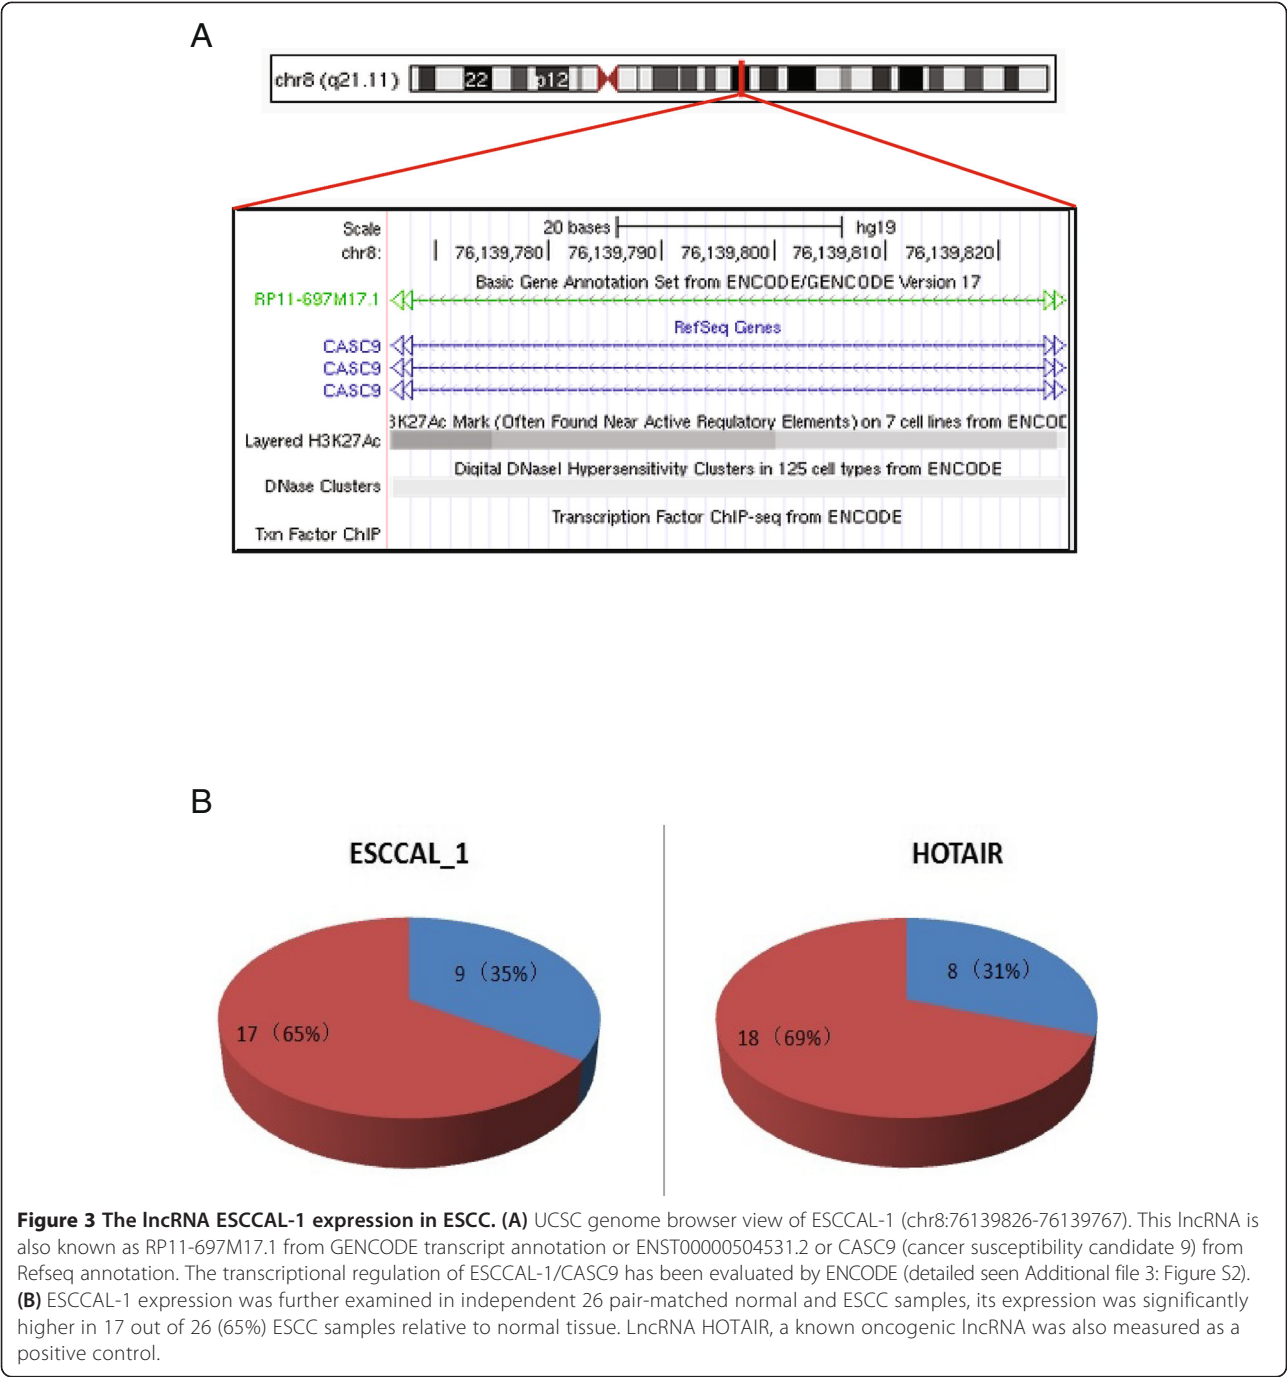 A
chr8 (q21.11) 22 p12
Scale 20 bases hg19
chr8: 76,139,780 76,139,790 76,139,800 76,139,810 76,139,820
Basic Gene Annotation Set from ENCODE/GENCODE Version 17
RP11-697M17.1
RefSeq Genes
CASC9
CASC9
CASC9
3K27Ac Mark (Often Found Near Active Regulatory Elements) on 7 cell lines from ENCOD
Layered H3K27Ac
Digital DNaseI Hypersensitivity Clusters in 125 cell types from ENCODE
DNase Clusters
Transcription Factor ChIP-seq from ENCODE
Txn Factor ChIP
B
ESCCAL_1 HOTAIR
9（35%） 8（31%）
17（65%） 18（69%）
Figure 3 The lncRNA ESCCAL-1 expression in ESCC. (A) UCSC genome browser view of ESCCAL-1 (chr8:76139826-76139767). This lncRNA is
also known as RP11-697M17.1 from GENCODE transcript annotation or ENST00000504531.2 or CASC9 (cancer susceptibility candidate 9) from
Refseq annotation. The transcriptional regulation of ESCCAL-1/CASC9 has been evaluated by ENCODE (detailed seen Additional file 3: Figure S2).
(B) ESCCAL-1 expression was further examined in independent 26 pair-matched normal and ESCC samples, its expression was significantly
higher in 17 out of 26 (65%) ESCC samples relative to normal tissue. LncRNA HOTAIR, a known oncogenic lncRNA was also measured as a
positive control.